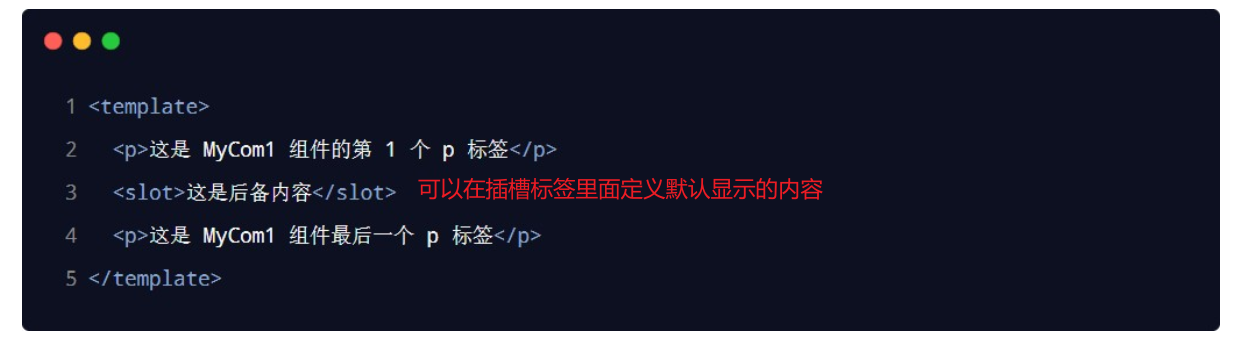 1 <template>
2 <p>这是 MyCom1 组件的第 1 个 p 标签</p>
3 <slot>这是后备内容</slot> 可以在插槽标签里面定义默认显示的内容
4 <p>这是 MyCom1 组件最后一个 p 标签</p>
5 </template>